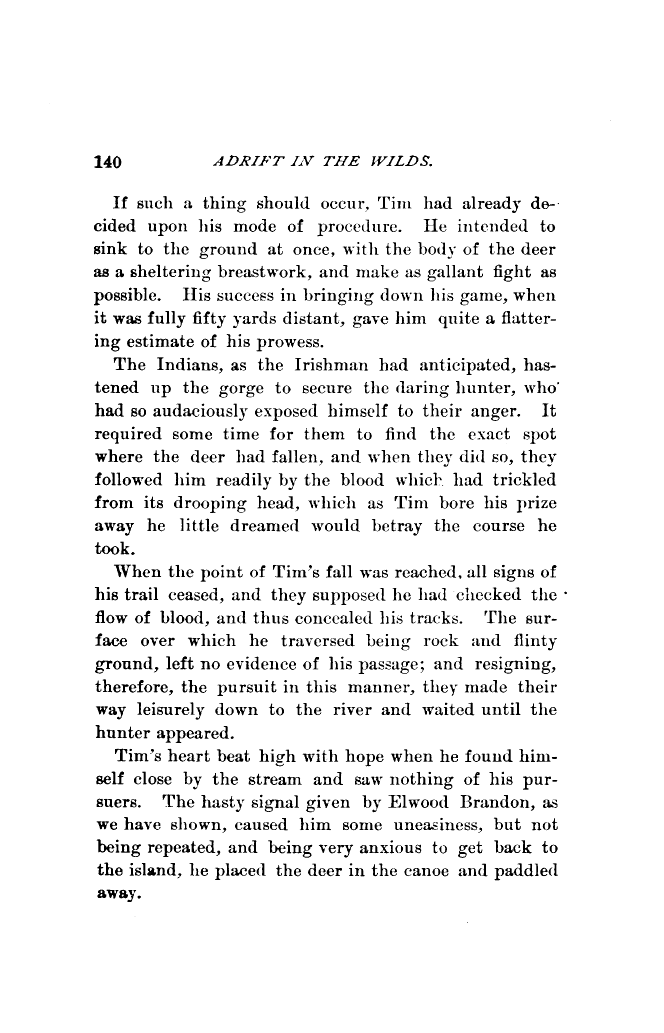 140 ADRIFT IN THE WILDS.
If such a thing should occur, Tim had already de-
cided upon his mode of procedure. He intended to
sink to the ground at once, with the body of the deer
as a sheltering breastwork, and make as gallant fight as
possible. His success in bringing down his game, when
it was fully fifty yards distant, gave him quite a flatter-
ing estimate of his prowess.
The Indians, as the Irishman had anticipated, has-
tened up the gorge to secure the daring hunter, who
had so audaciously exposed himself to their anger. It
required some time for them to find the exact spot
where the deer had fallen, and when they did so, they
followed him readily by the blood which had trickled
from its drooping head, which as Tim bore his prize
away he little dreamed would betray the course he
took.
When the point of Tim's fall was reached, all signs of
his trail ceased, and they supposed he had checked the
flow of blood, and thus concealed his tracks. The sur-
face over which he traversed being rock and flinty
ground, left no evidence of his passage; and resigning,
therefore, the pursuit in this manner, they made their
way leisurely down to the river and waited until the
hunter appeared.
Tim's heart beat high with hope when he found him-
self close by the stream and saw nothing of his pur-
suers. The hasty signal given by Elwood Brandon, as
we have shown, caused him some uneasiness, but not
being repeated, and being very anxious to get back to
the island, he placed the deer in the canoe and paddled
away.